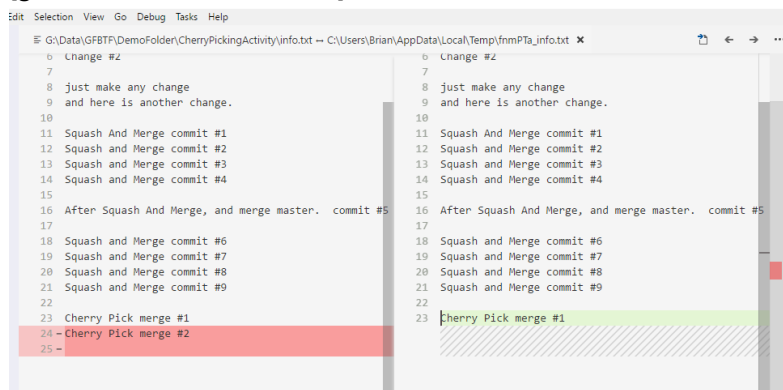 Edit Selection View Go Debug Tasks Help
G:\Data\GFBTF\DemoFolder\CherryPickingActivity\info.txt ↔ C:\Users\Brian\AppData\Local\Temp\fnmPTa_info.txt ×
6 Change #2
7
8 just make any change
9 and here is another change.
10
11 Squash And Merge commit #1
12 Squash and Merge commit #2
13 Squash and Merge commit #3
14 Squash and Merge commit #4
15
16 After Squash And Merge, and merge master. commit #5
17
18 Squash and Merge commit #6
19 Squash and Merge commit #7
20 Squash and Merge commit #8
21 Squash and Merge commit #9
22
23 Cherry Pick merge #1
24 - Cherry Pick merge #2
25 -
6 Change #2
7
8 just make any change
9 and here is another change.
10
11 Squash And Merge commit #1
12 Squash and Merge commit #2
13 Squash and Merge commit #3
14 Squash and Merge commit #4
15
16 After Squash And Merge, and merge master. commit #5
17
18 Squash and Merge commit #6
19 Squash and Merge commit #7
20 Squash and Merge commit #8
21 Squash and Merge commit #9
22
23 Cherry Pick merge #1